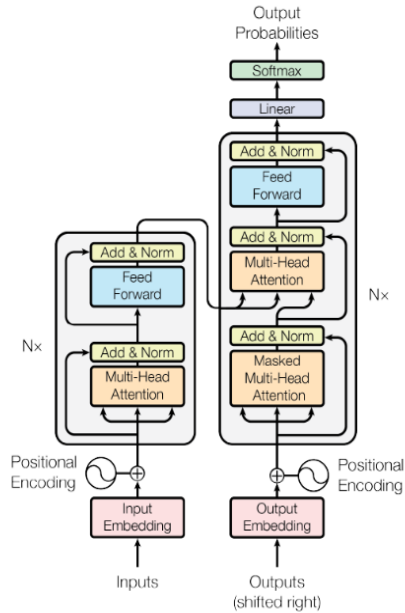 Output
Probabilities
Softmax
Linear
Add & Norm
Feed
Forward
Add & Norm
Multi-Head
Attention
Nx
Add & Norm
Masked
Multi-Head
Attention
Add & Norm
Feed
Forward
Nx
Add & Norm
Multi-Head
Attention
Positional
Encoding
Positional
Encoding
Input
Embedding
Output
Embedding
Inputs
Outputs
(shifted right)